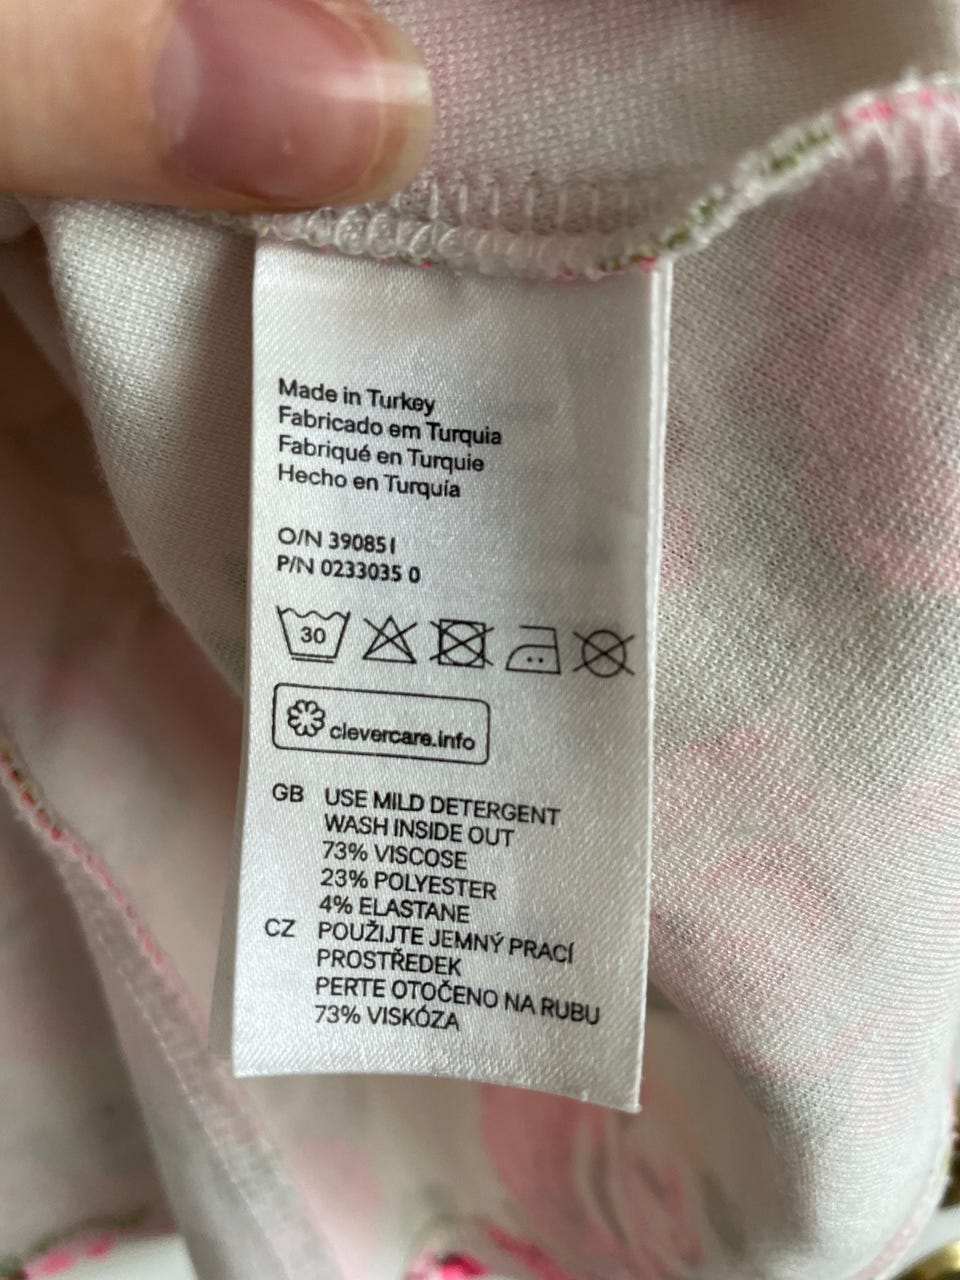 Made in Turkey
Fabricado em Turquia
Fabriqué en Turquie
Hecho en Turquía
O/N 390851
P/N 0233035 0
30
clevercare.info
GB USE MILD DETERGENT
WASH INSIDE OUT
73% VISCOSE
23% POLYESTER
4% ELASTANE
CZ POUŽIJTE JEMNÝ PRACÍ
PROSTŘEDEK
PERTE OTOČENO NA RUBU
73% VISKÓZA